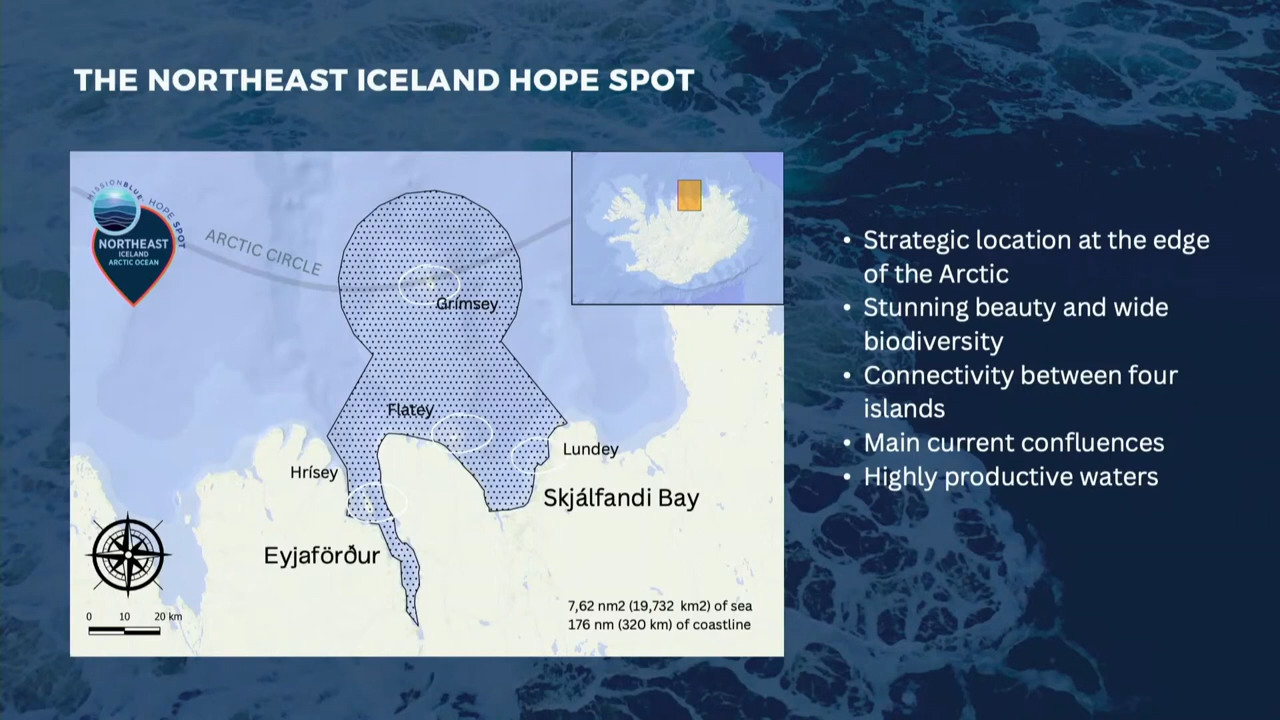 THE NORTHEAST ICELAND HOPE SPOT
MISSION BLUE HOPE SPOT
NORTHEAST
ICELAND
ARCTIC OCEAN
ARCTIC CIRCLE
Grímsey
Flatey
Lundey
Hrísey
Skjálfandi Bay
Eyjaförður
0 10 20 km
7,62 nm2 (19,732 km2) of sea
176 nm (320 km) of coastline
• Strategic location at the edge
of the Arctic
• Stunning beauty and wide
biodiversity
• Connectivity between four
islands
• Main current confluences
• Highly productive waters